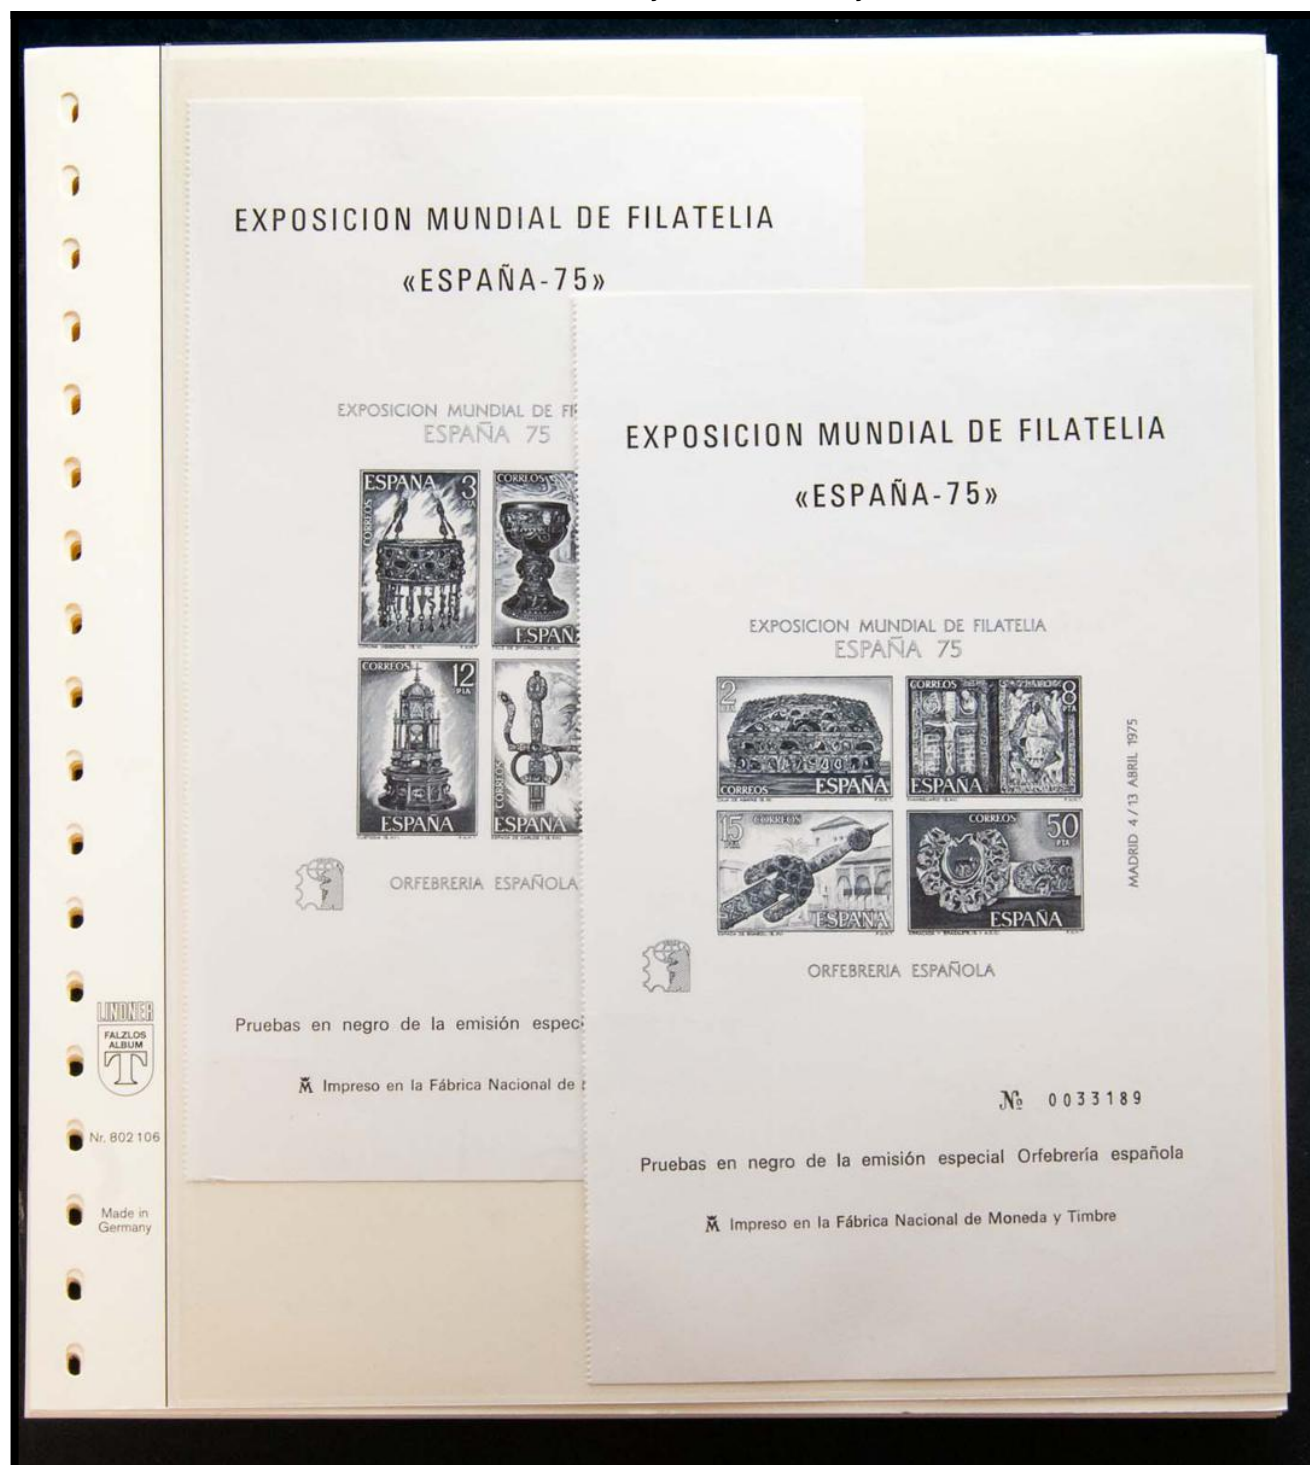 EXPOSICION MUNDIAL DE FILATELIA
«ESPAÑA-75»
EXPOSICION MUNDIAL DE
ESPAÑA 75
ESPAÑA 3
PTA
CORREOS
CORREOS
CORREOS 12
PTA
ESPAÑA
CORREOS
ESPAÑA
ORFEBRERIA ESPAÑOLA
Pruebas en negro de la emisión
Impreso en la Fábrica Nacional de
EXPOSICION MUNDIAL DE FILATELIA
«ESPAÑA-75»
EXPOSICION MUNDIAL DE FILATELIA
ESPAÑA 75
2
PTA
CORREOS ESPAÑA
CORREOS 8
PTA
ESPAÑA
15 CORREOS
PTA
ESPAÑA
CORREOS 50
PTA
ESPAÑA
MADRID 4/13 ABRIL 1975
ORFEBRERIA ESPAÑOLA
Nº 0033189
Pruebas en negro de la emisión especial Orfebrería española
Impreso en la Fábrica Nacional de Moneda y Timbre
LINDNER
FALZLOS
ALBUM
T
Nr. 802 106
Made in
Germany